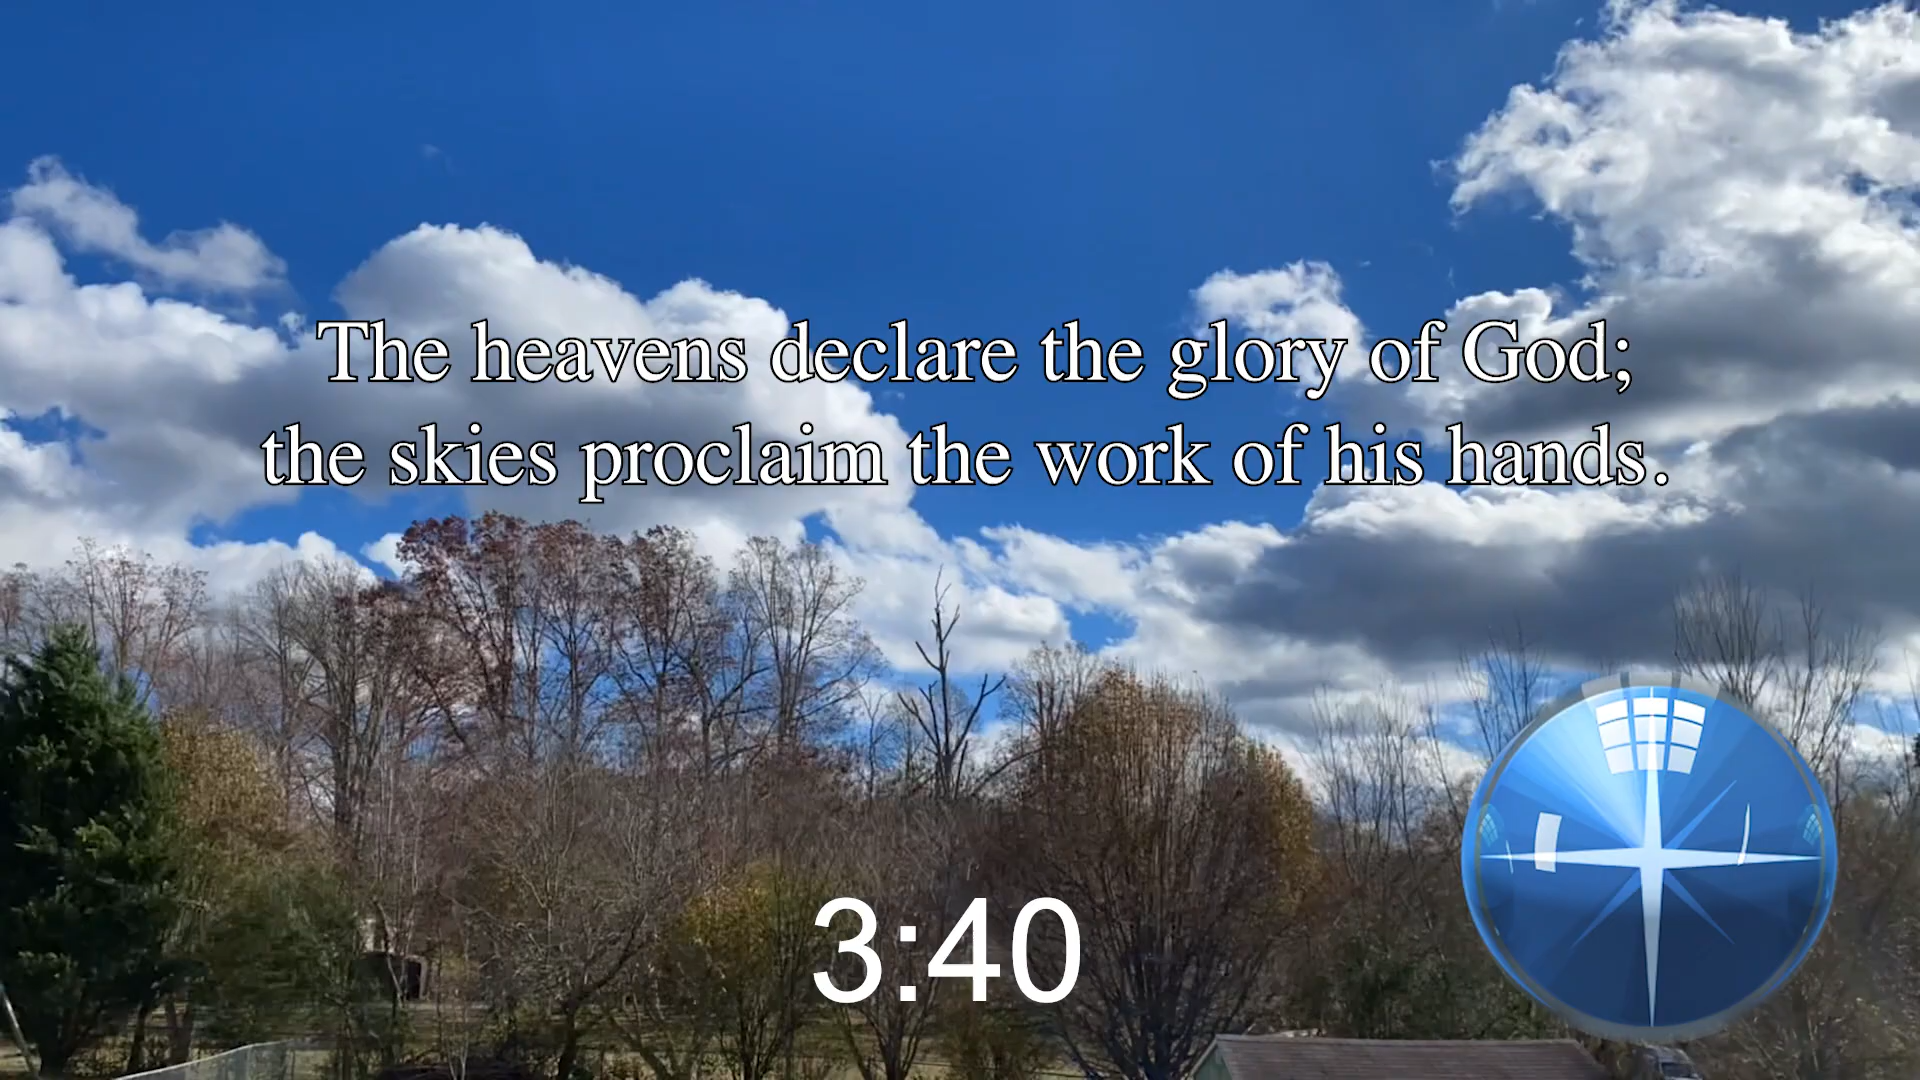 The heavens declare the glory of God;
the skies proclaim the work of his hands.
3:40